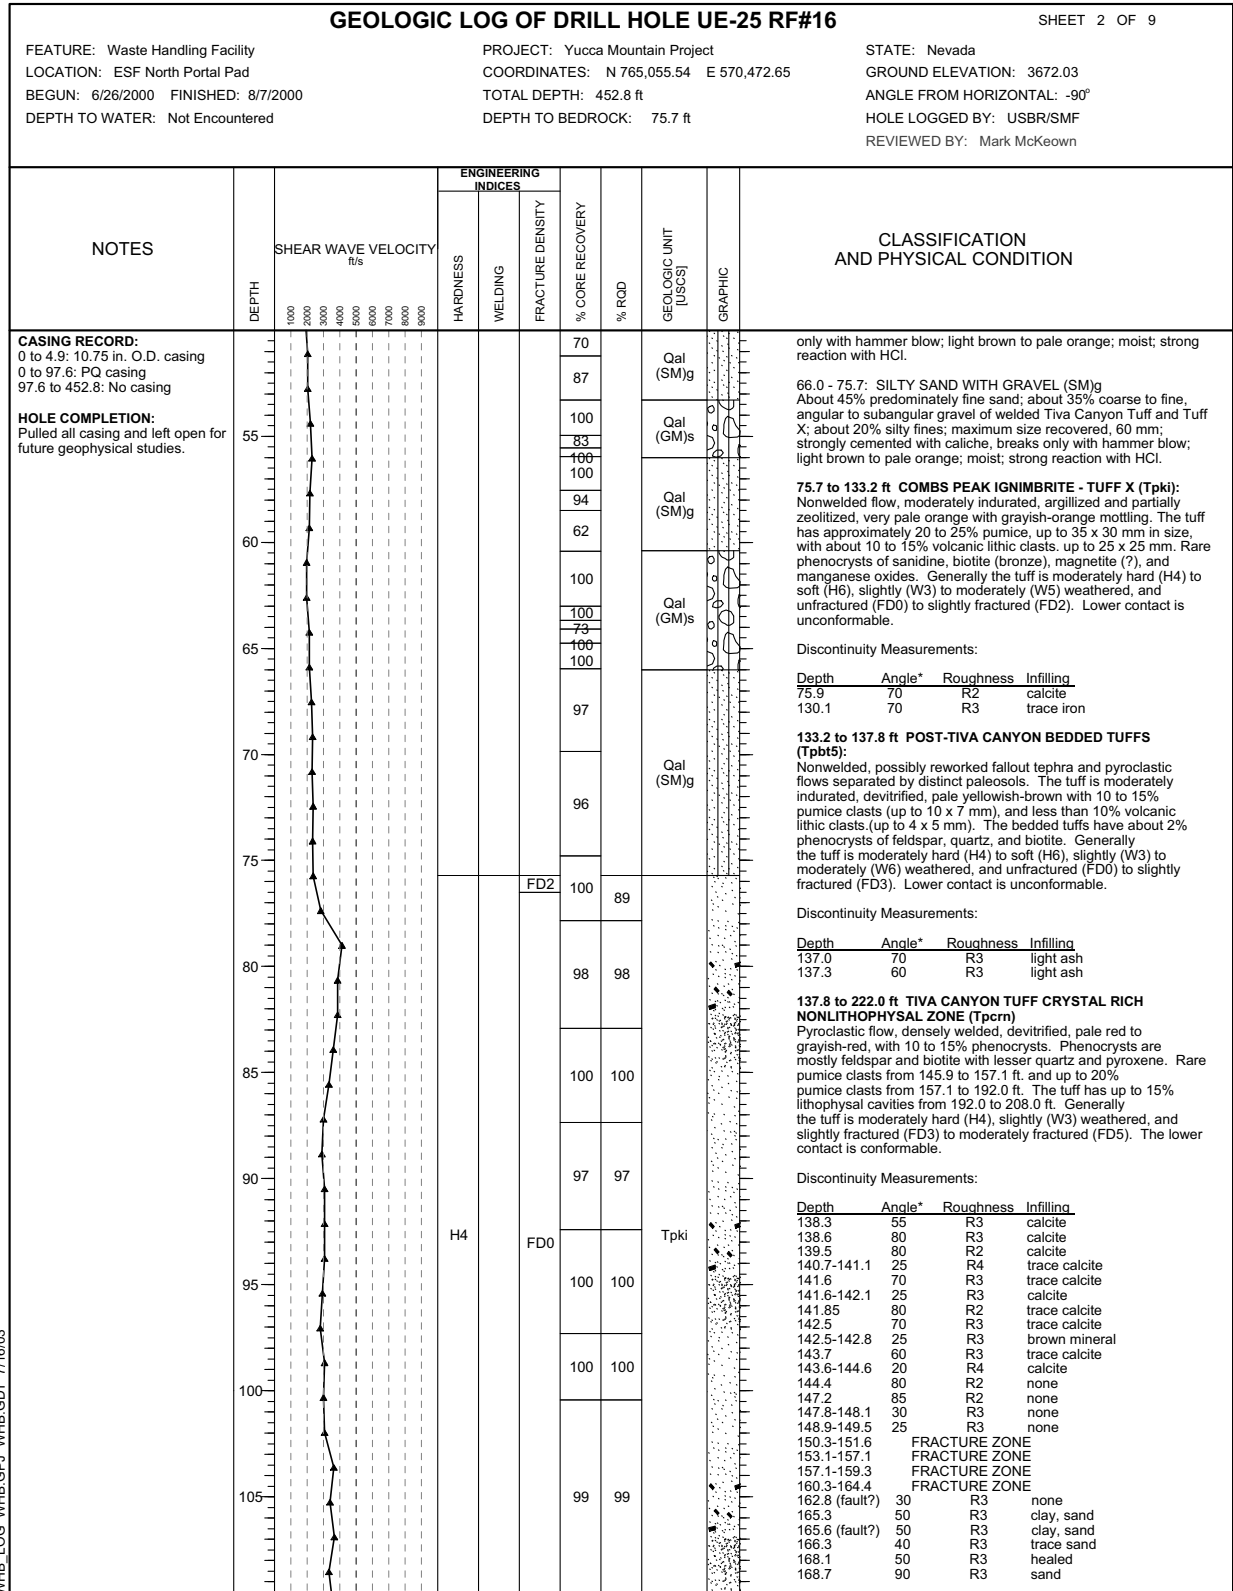 GEOLOGIC LOG OF DRILL HOLE UE-25 RF#16
SHEET 2 OF 9
FEATURE: Waste Handling Facility
PROJECT: Yucca Mountain Project
STATE: Nevada
LOCATION: ESF North Portal Pad
COORDINATES: N 765,055.54 E 570,472.65
GROUND ELEVATION: 3672.03
BEGUN: 6/26/2000 FINISHED: 8/7/2000
TOTAL DEPTH: 452.8 ft
ANGLE FROM HORIZONTAL: -90°
DEPTH TO WATER: Not Encountered
DEPTH TO BEDROCK: 75.7 ft
HOLE LOGGED BY: USBR/SMF
REVIEWED BY: Mark McKeown
NOTES
DEPTH
SHEAR WAVE VELOCITY
ft/s
1000 2000 3000 4000 5000 6000 7000 8000 9000
ENGINEERING
INDICES
HARDNESS
WELDING
FRACTURE DENSITY
% CORE RECOVERY
% RQD
GEOLOGIC UNIT
[USCS]
GRAPHIC
CLASSIFICATION
AND PHYSICAL CONDITION
CASING RECORD:
0 to 4.9: 10.75 in. O.D. casing
0 to 97.6: PQ casing
97.6 to 452.8: No casing
HOLE COMPLETION:
Pulled all casing and left open for
future geophysical studies.
55
60
65
70
75
80
85
90
95
100
105
H4
FD2
FD0
70
87
100
83
100
100
94
62
100
100
73
100
100
97
96
100
98
100
97
100
100
99
89
98
100
97
100
100
99
Qal
(SM)g
Qal
(GM)s
Qal
(SM)g
Qal
(GM)s
Qal
(SM)g
Tpki
only with hammer blow; light brown to pale orange; moist; strong
reaction with HCl.
66.0 - 75.7: SILTY SAND WITH GRAVEL (SM)g
About 45% predominately fine sand; about 35% coarse to fine,
angular to subangular gravel of welded Tiva Canyon Tuff and Tuff
X; about 20% silty fines; maximum size recovered, 60 mm;
strongly cemented with caliche, breaks only with hammer blow;
light brown to pale orange; moist; strong reaction with HCl.
75.7 to 133.2 ft COMBS PEAK IGNIMBRITE - TUFF X (Tpki):
Nonwelded flow, moderately indurated, argillized and partially
zeolitized, very pale orange with grayish-orange mottling. The tuff
has approximately 20 to 25% pumice, up to 35 x 30 mm in size,
with about 10 to 15% volcanic lithic clasts. up to 25 x 25 mm. Rare
phenocrysts of sanidine, biotite (bronze), magnetite (?), and
manganese oxides. Generally the tuff is moderately hard (H4) to
soft (H6), slightly (W3) to moderately (W5) weathered, and
unfractured (FD0) to slightly fractured (FD2). Lower contact is
unconformable.
Discontinuity Measurements:
Depth Angle* Roughness Infilling
75.9 70 R2 calcite
130.1 70 R3 trace iron
133.2 to 137.8 ft POST-TIVA CANYON BEDDED TUFFS
(Tpbt5):
Nonwelded, possibly reworked fallout tephra and pyroclastic
flows separated by distinct paleosols. The tuff is moderately
indurated, devitrified, pale yellowish-brown with 10 to 15%
pumice clasts (up to 10 x 7 mm), and less than 10% volcanic
lithic clasts.(up to 4 x 5 mm). The bedded tuffs have about 2%
phenocrysts of feldspar, quartz, and biotite. Generally
the tuff is moderately hard (H4) to soft (H6), slightly (W3) to
moderately (W6) weathered, and unfractured (FD0) to slightly
fractured (FD3). Lower contact is unconformable.
Discontinuity Measurements:
Depth Angle* Roughness Infilling
137.0 70 R3 light ash
137.3 60 R3 light ash
137.8 to 222.0 ft TIVA CANYON TUFF CRYSTAL RICH
NONLITHOPHYSAL ZONE (Tpcrn)
Pyroclastic flow, densely welded, devitrified, pale red to
grayish-red, with 10 to 15% phenocrysts. Phenocrysts are
mostly feldspar and biotite with lesser quartz and pyroxene. Rare
pumice clasts from 145.9 to 157.1 ft. and up to 20%
pumice clasts from 157.1 to 192.0 ft. The tuff has up to 15%
lithophysal cavities from 192.0 to 208.0 ft. Generally
the tuff is moderately hard (H4), slightly (W3) weathered, and
slightly fractured (FD3) to moderately fractured (FD5). The lower
contact is conformable.
Discontinuity Measurements:
Depth Angle* Roughness Infilling
138.3 55 R3 calcite
138.6 80 R3 calcite
139.5 80 R2 calcite
140.7-141.1 25 R4 trace calcite
141.6 70 R3 trace calcite
141.6-142.1 25 R3 calcite
141.85 80 R2 trace calcite
142.5 70 R3 trace calcite
142.5-142.8 25 R3 brown mineral
143.7 60 R3 trace calcite
143.6-144.6 20 R4 calcite
144.4 80 R2 none
147.2 85 R2 none
147.8-148.1 30 R3 none
148.9-149.5 25 R3 none
150.3-151.6 FRACTURE ZONE
153.1-157.1 FRACTURE ZONE
157.1-159.3 FRACTURE ZONE
160.3-164.4 FRACTURE ZONE
162.8 (fault?) 30 R3 none
165.3 50 R3 clay, sand
165.6 (fault?) 50 R3 clay, sand
166.3 40 R3 trace sand
168.1 50 R3 healed
168.7 90 R3 sand